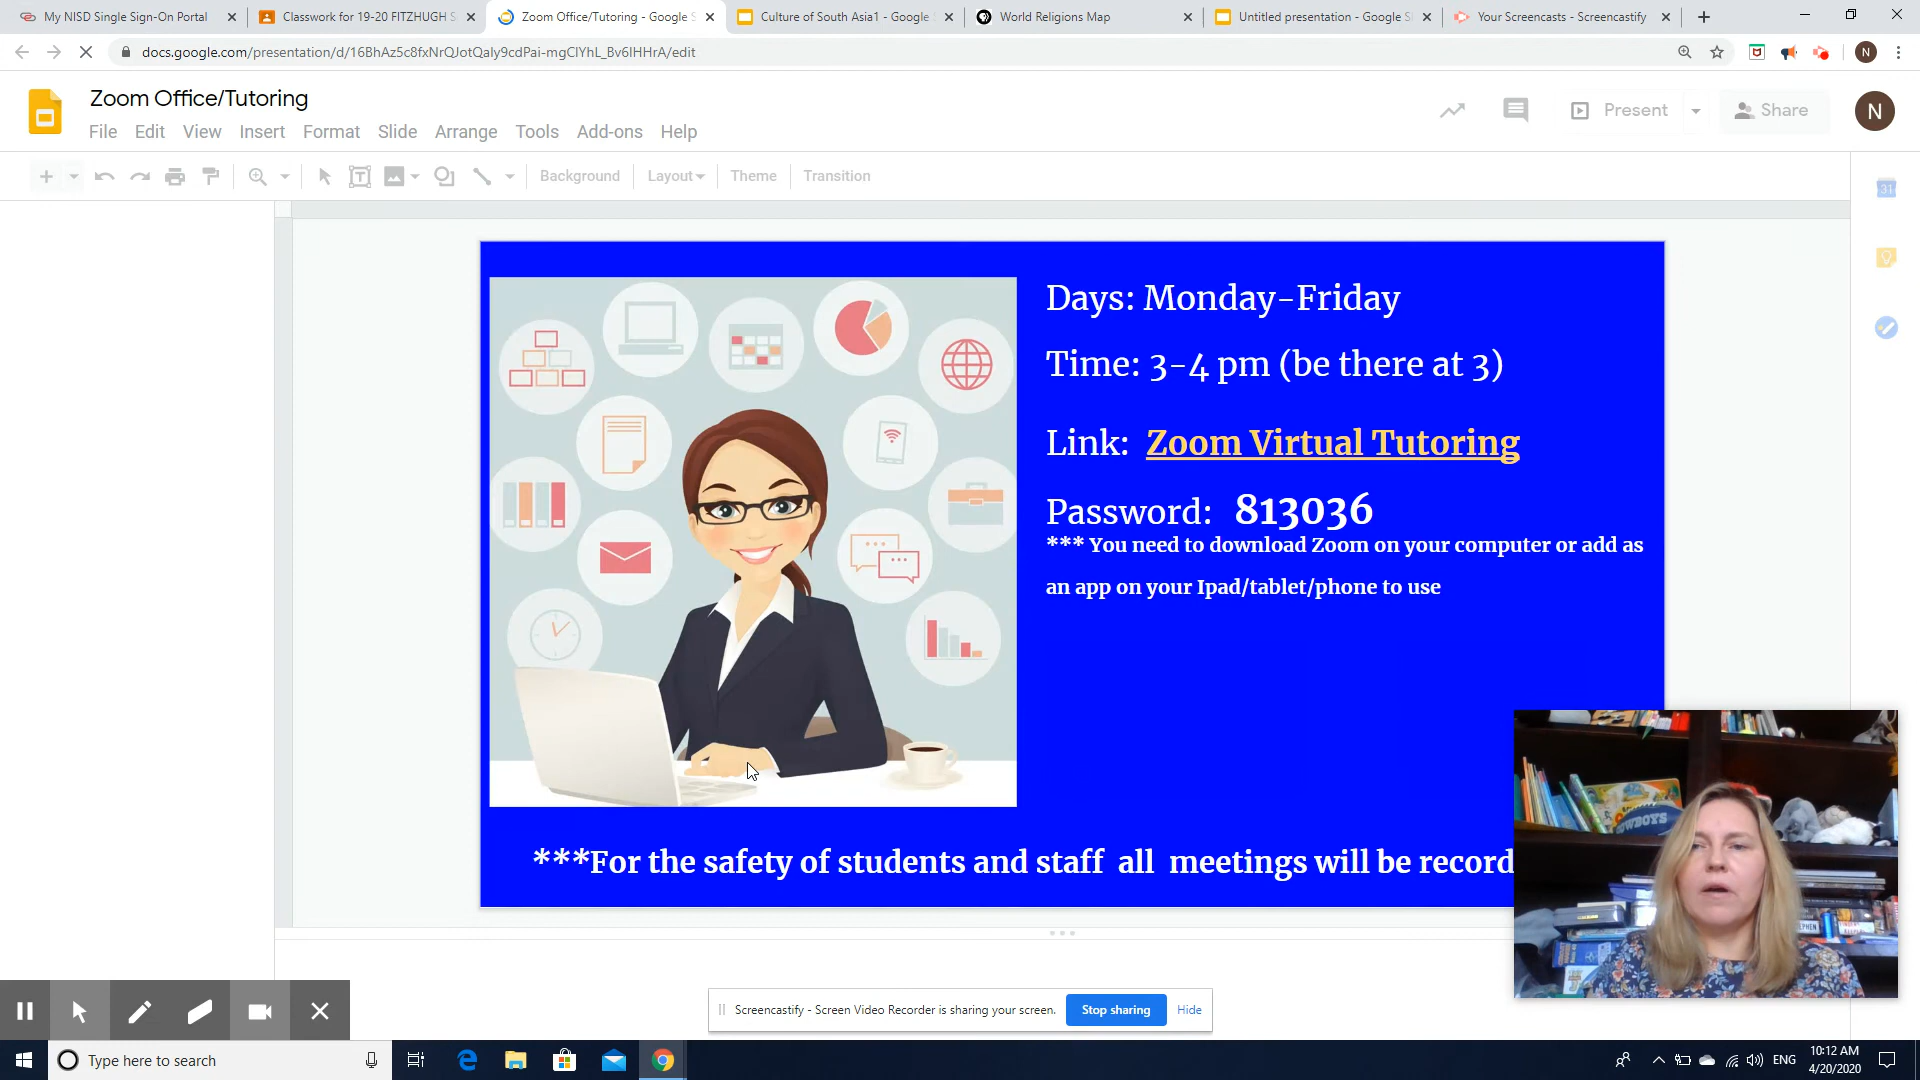 My NISD Single Sign-On Portal
Classwork for 19-20 FITZHUGH S
Zoom Office/Tutoring - Google S
Culture of South Asia1 - Google
World Religions Map
Untitled presentation - Google Sl
Your Screencasts - Screencastify
docs.google.com/presentation/d/16BhAz5c8fxNrQJotQaly9cdPai-mgClYhL_Bv6lHHrA/edit
N
Zoom Office/Tutoring
File Edit View Insert Format Slide Arrange Tools Add-ons Help
Present
Share
N
Background Layout Theme Transition
31
Days: Monday-Friday
Time: 3-4 pm (be there at 3)
Link: Zoom Virtual Tutoring
Password: 813036
*** You need to download Zoom on your computer or add as
an app on your Ipad/tablet/phone to use
***For the safety of students and staff all meetings will be record
COWBOYS
Screencastify - Screen Video Recorder is sharing your screen.
Stop sharing
Hide
Type here to search
ENG
10:12 AM
4/20/2020